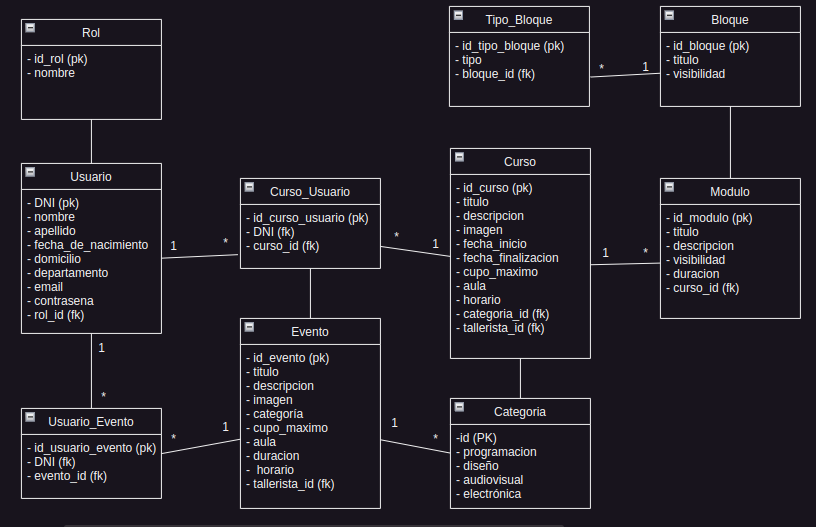 Rol
- id_rol (pk)
- nombre
Tipo_Bloque
- id_tipo_bloque (pk)
- tipo
- bloque_id (fk)
*
1
Bloque
- id_bloque (pk)
- titulo
- visibilidad
Usuario
- DNI (pk)
- nombre
- apellido
- fecha_de_nacimiento
- domicilio
- departamento
- email
- contrasena
- rol_id (fk)
1
*
Curso_Usuario
- id_curso_usuario (pk)
- DNI (fk)
- curso_id (fk)
*
1
Curso
- id_curso (pk)
- titulo
- descripcion
- imagen
- fecha_inicio
- fecha_finalizacion
- cupo_maximo
- aula
- horario
- categoria_id (fk)
- tallerista_id (fk)
1
*
Modulo
- id_modulo (pk)
- titulo
- descripcion
- visibilidad
- duracion
- curso_id (fk)
1
*
Usuario_Evento
- id_usuario_evento (pk)
- DNI (fk)
- evento_id (fk)
*
1
Evento
- id_evento (pk)
- titulo
- descripcion
- imagen
- categoría
- cupo_maximo
- aula
- duracion
- horario
- tallerista_id (fk)
1
*
Categoria
-id (PK)
- programacion
- diseño
- audiovisual
- electrónica